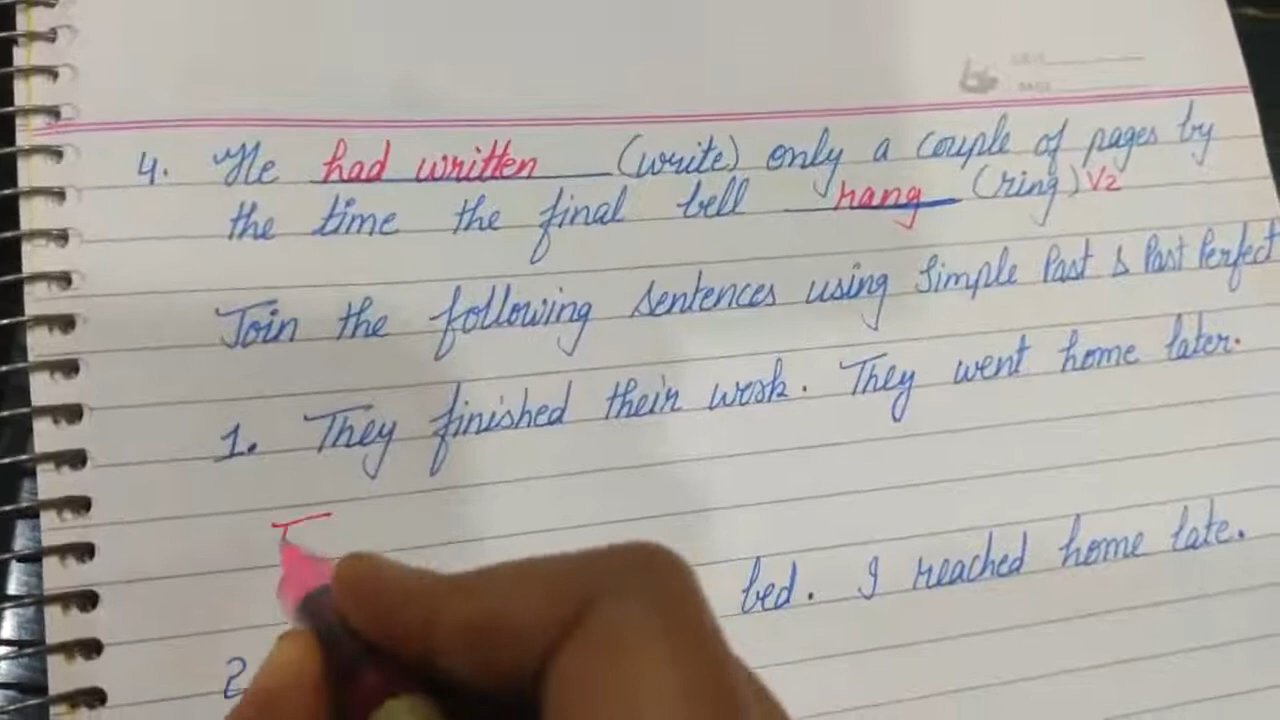 4. He had written (write) only a couple of pages by
the time the final bell rang (ring) V2
Join the following sentences using Simple Past & Past Perfect
1. They finished their work. They went home later.
T
2 bed. I reached home late.